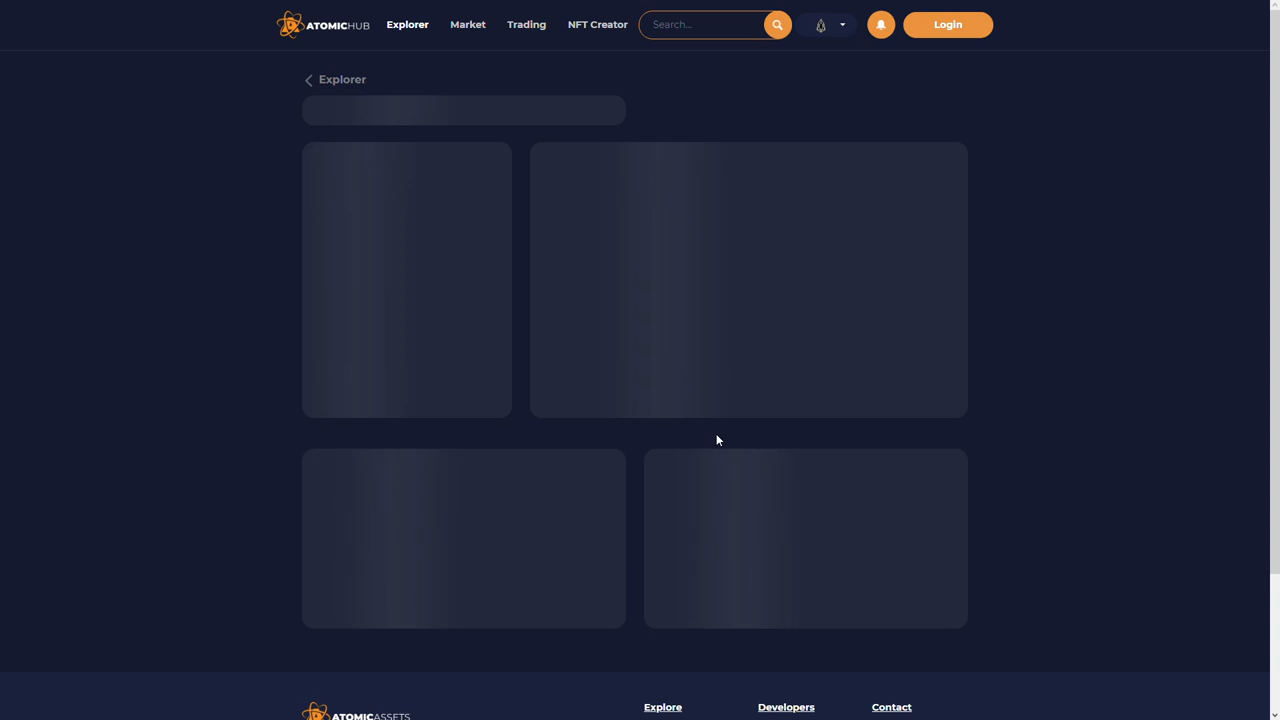 ATOMICHUB
Explorer
Market
Trading
NFT Creator
Search...
Login
Explorer
ATOMICASSETS
Explore
Developers
Contact